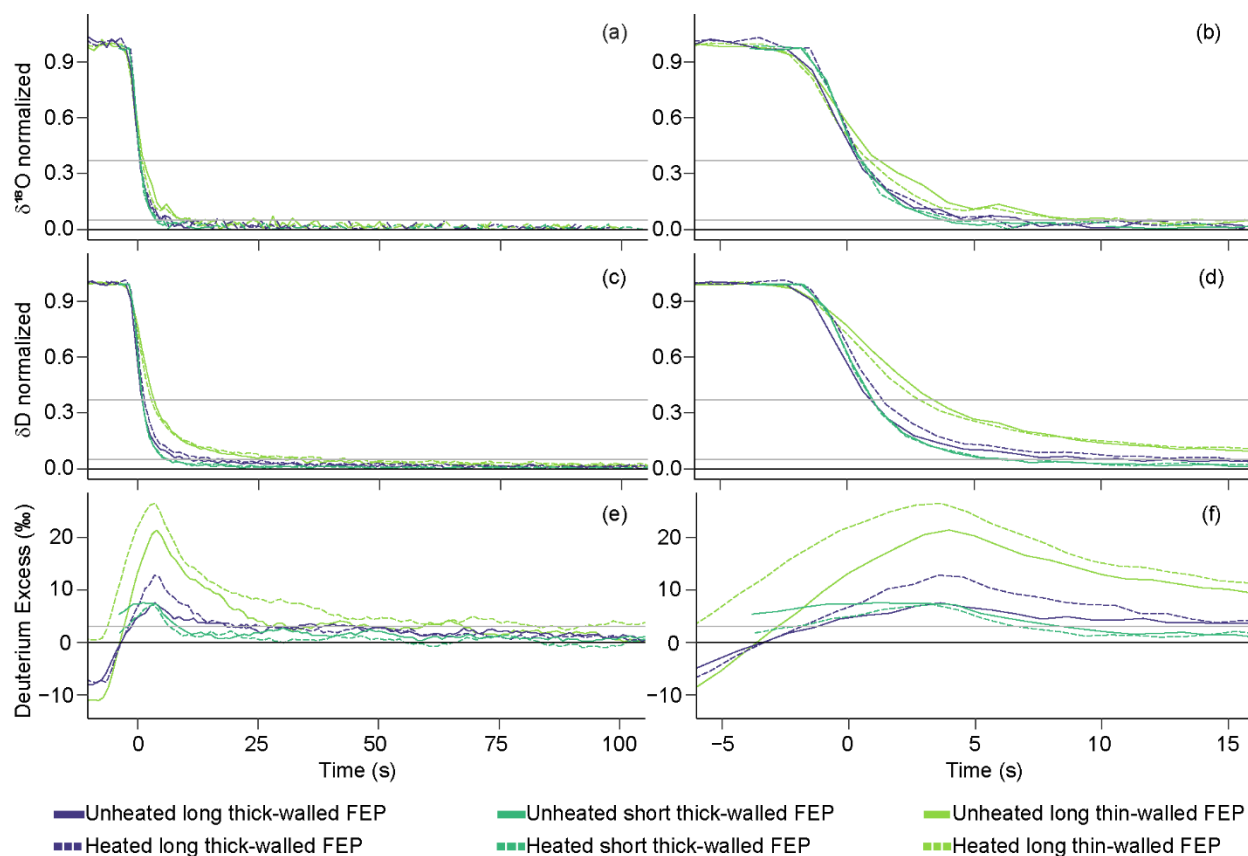 (a)
(b)
δ¹⁸O normalized
0.9
0.6
0.3
0.0
0.9
0.6
0.3
0.0
(c)
(d)
δD normalized
0.9
0.6
0.3
0.0
0.9
0.6
0.3
0.0
(e)
(f)
Deuterium Excess (‰)
20
10
0
−10
20
10
0
−10
0 25 50 75 100
−5 0 5 10 15
Time (s)
Time (s)
Unheated long thick-walled FEP
Unheated short thick-walled FEP
Unheated long thin-walled FEP
Heated long thick-walled FEP
Heated short thick-walled FEP
Heated long thin-walled FEP